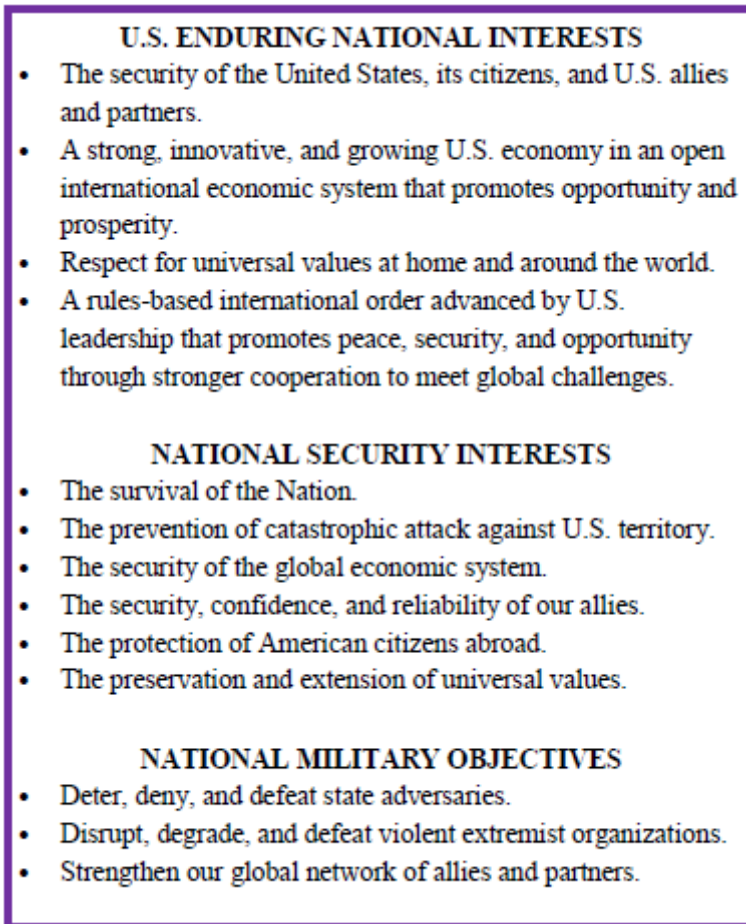 U.S. ENDURING NATIONAL INTERESTS
• The security of the United States, its citizens, and U.S. allies
and partners.
• A strong, innovative, and growing U.S. economy in an open
international economic system that promotes opportunity and
prosperity.
• Respect for universal values at home and around the world.
• A rules-based international order advanced by U.S.
leadership that promotes peace, security, and opportunity
through stronger cooperation to meet global challenges.
NATIONAL SECURITY INTERESTS
• The survival of the Nation.
• The prevention of catastrophic attack against U.S. territory.
• The security of the global economic system.
• The security, confidence, and reliability of our allies.
• The protection of American citizens abroad.
• The preservation and extension of universal values.
NATIONAL MILITARY OBJECTIVES
• Deter, deny, and defeat state adversaries.
• Disrupt, degrade, and defeat violent extremist organizations.
• Strengthen our global network of allies and partners.